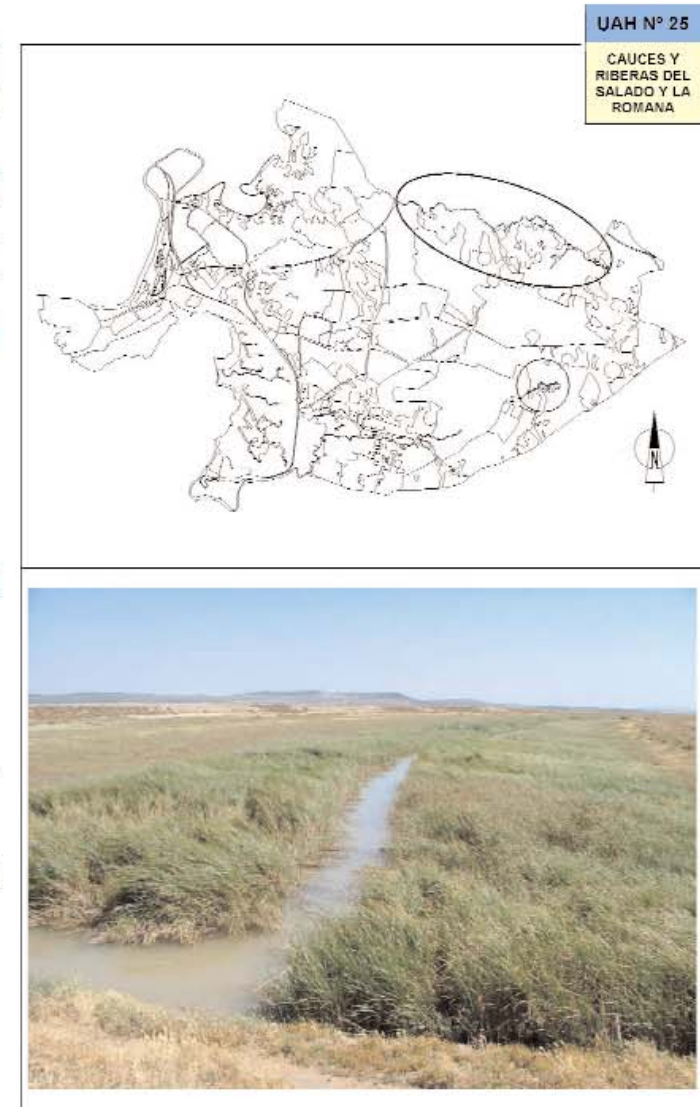 UAH Nº 25
CAUCES Y
RIBERAS DEL
SALADO Y LA
ROMANA
N